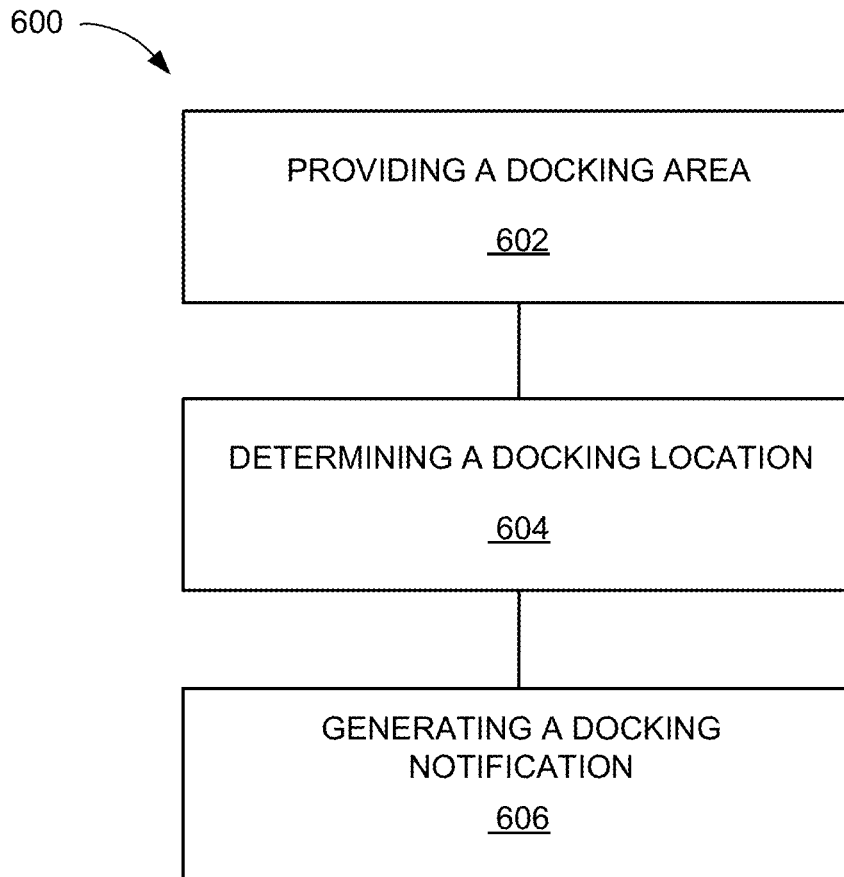 600
PROVIDING A DOCKING AREA
602
DETERMINING A DOCKING LOCATION
604
GENERATING A DOCKING
NOTIFICATION
606